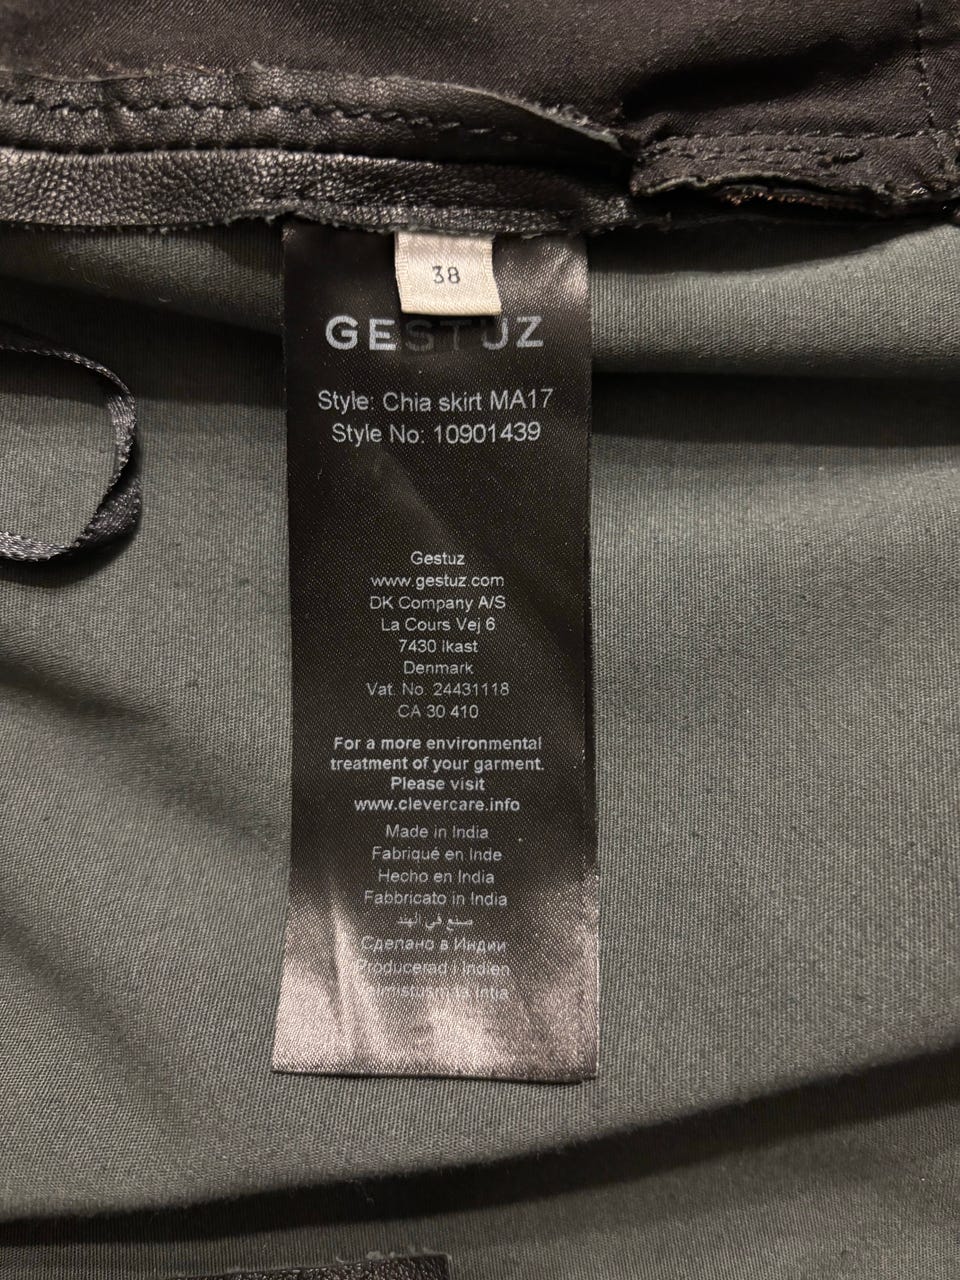 38
GESTUZ
Style: Chia skirt MA17
Style No: 10901439
Gestuz
www.gestuz.com
DK Company A/S
La Cours Vej 6
7430 Ikast
Denmark
Vat. No. 24431118
CA 30 410
For a more environmental
treatment of your garment.
Please visit
www.clevercare.info
Made in India
Fabriqué en Inde
Hecho en India
Fabbricato in India
صنع في الهند
Сделано в Индии
Producerad i Indien
Intia